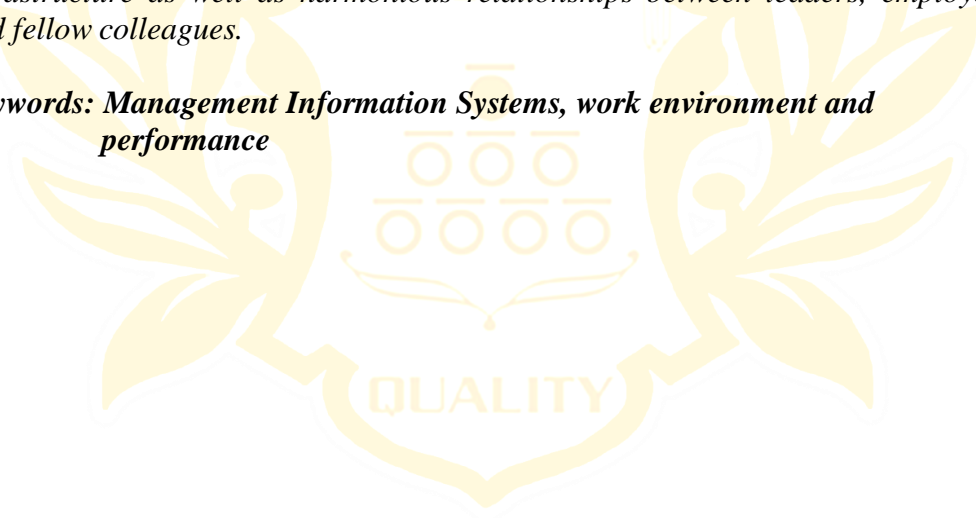 rastructure as well as harmonious relationships between leaders, employ
d fellow colleagues.
ywords: Management Information Systems, work environment and
performance
QUALITY